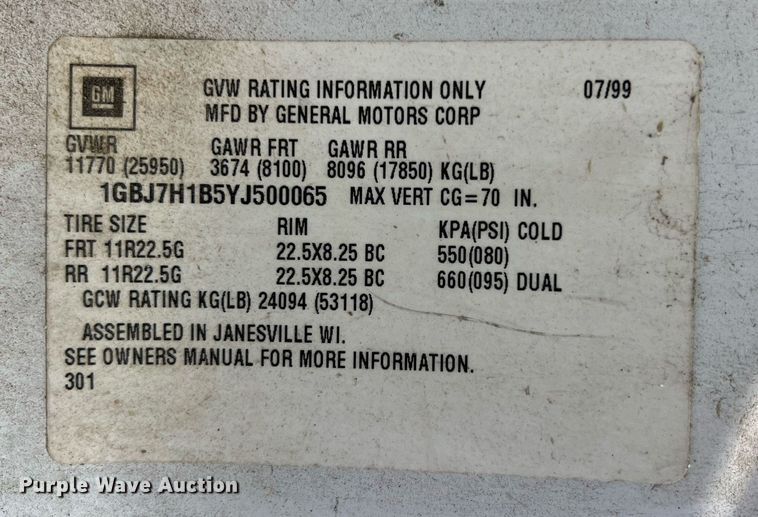 GM
GVW RATING INFORMATION ONLY 07/99
MFD BY GENERAL MOTORS CORP
GVWR GAWR FRT GAWR RR
11770 (25950) 3674 (8100) 8096 (17850) KG(LB)
1GBJ7H1B5YJ500065 MAX VERT CG=70 IN.
TIRE SIZE RIM KPA(PSI) COLD
FRT 11R22.5G 22.5X8.25 BC 550(080)
RR 11R22.5G 22.5X8.25 BC 660(095) DUAL
GCW RATING KG(LB) 24094 (53118)
ASSEMBLED IN JANESVILLE WI.
SEE OWNERS MANUAL FOR MORE INFORMATION.
301
Purple Wave Auction